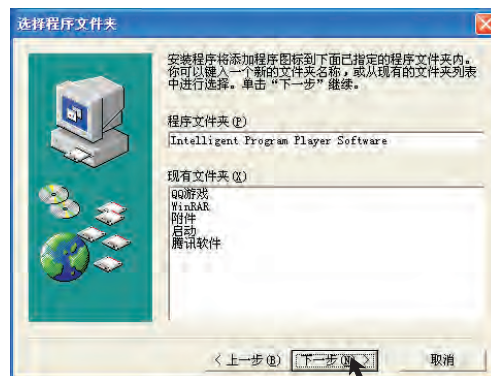 选择程序文件夹
安装程序将添加程序图标到下面已指定的程序文件夹内。
你可以键入一个新的文件夹名称，或从现有的文件夹列表
中进行选择。单击“下一步”继续。
程序文件夹(P)
Intelligent Program Player Software
现有文件夹(X)
QQ游戏
WinRAR
附件
启动
腾讯软件
< 上一步(B) 下一步(N) > 取消